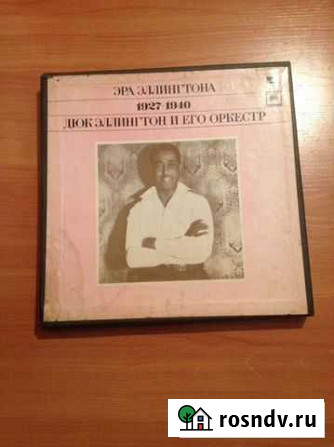 ЭРА ЭЛЛИНГТОНА
1927-1940
ДЮК ЭЛЛИНГТОН И ЕГО ОРКЕСТР
rosndv.ru